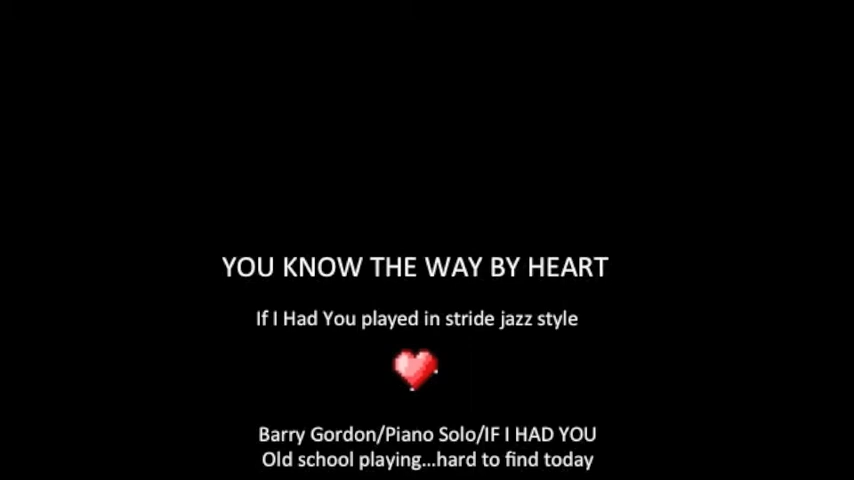 YOU KNOW THE WAY BY HEART
If I Had You played in stride jazz style
Barry Gordon/Piano Solo/IF I HAD YOU
Old school playing...hard to find today